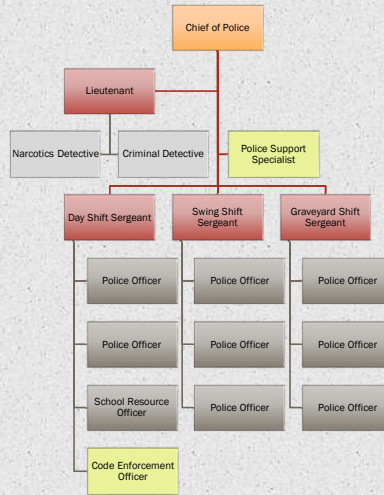 Chief of Police
Lieutenant
Narcotics Detective
Criminal Detective
Police Support
Specialist
Day Shift Sergeant
Swing Shift
Sergeant
Graveyard Shift
Sergeant
Police Officer
Police Officer
Police Officer
Police Officer
Police Officer
Police Officer
School Resource
Officer
Police Officer
Police Officer
Code Enforcement
Officer